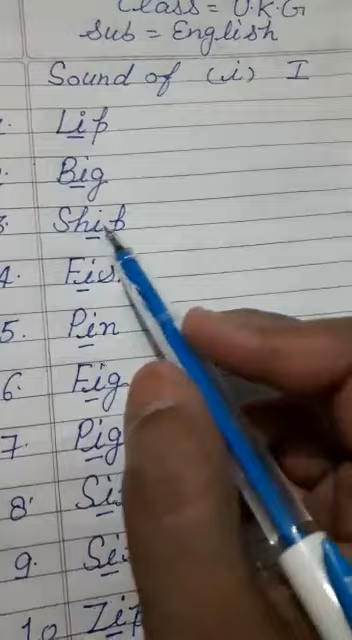 Class = U.K.G
Sub = English
Sound of (i) I
Lip
Big
3. Ship
4.
5. Pin
6. Fig
7. Pig
8.
9.
10 Zip